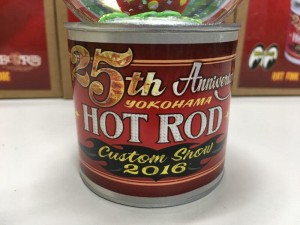 25th Anniversary
YOKOHAMA
HOT ROD
Custom Show
2016